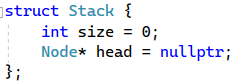 struct Stack {
    int size = 0;
    Node* head = nullptr;
};